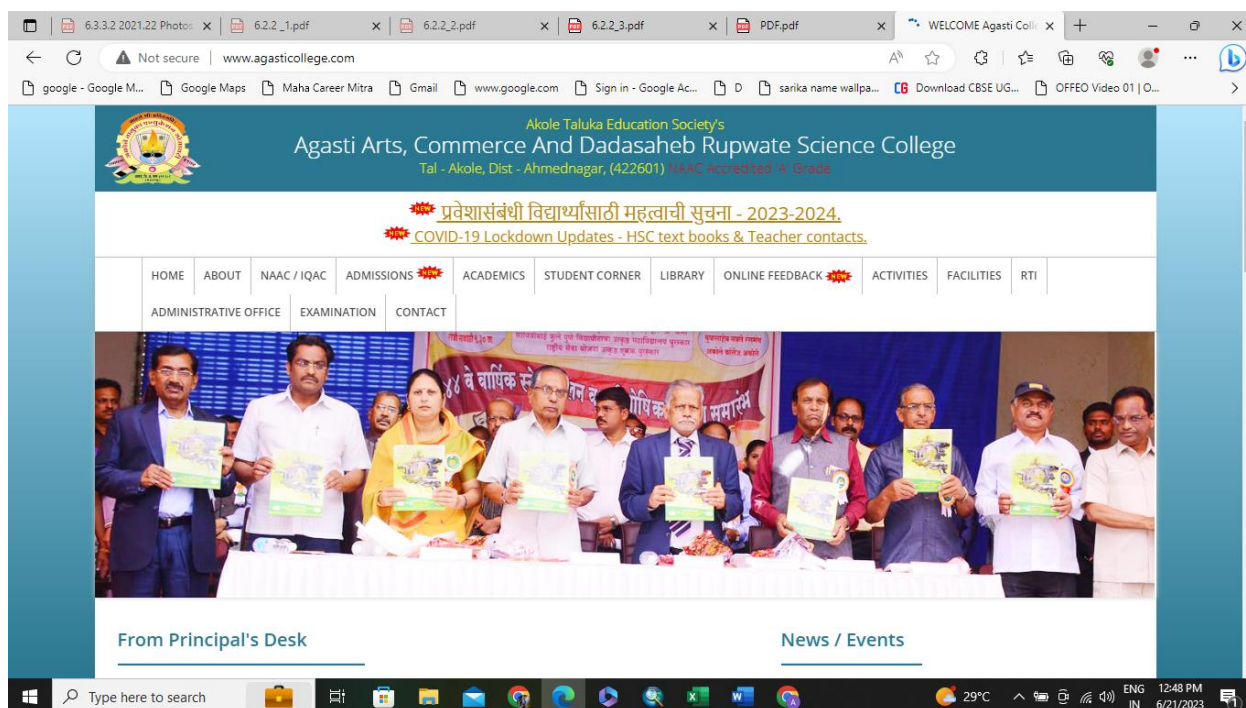 6.3.3.2 2021.22 Photos
6.2.2 _1.pdf
6.2.2_2.pdf
6.2.2_3.pdf
PDF.pdf
WELCOME Agasti Coll
Not secure www.agasticollege.com
google - Google M...
Google Maps
Maha Career Mitra
Gmail
www.google.com
Sign in - Google Ac...
D
sarika name wallpa...
CG Download CBSE UG...
OFFEO Video 01 | O...
Akole Taluka Education Society's
Agasti Arts, Commerce And Dadasaheb Rupwate Science College
Tal - Akole, Dist - Ahmednagar, (422601) NAAC Accredited 'A' Grade
NEW प्रवेशासंबंधी विद्यार्थ्यांसाठी महत्वाची सुचना - 2023-2024.
NEW COVID-19 Lockdown Updates - HSC text books & Teacher contacts.
HOME ABOUT NAAC / IQAC ADMISSIONS NEW ACADEMICS STUDENT CORNER LIBRARY ONLINE FEEDBACK NEW ACTIVITIES FACILITIES RTI
ADMINISTRATIVE OFFICE EXAMINATION CONTACT
४४ वे वार्षिक
समारंभ
From Principal's Desk
News / Events
Type here to search
29°C
ENG
IN
12:48 PM
6/21/2023